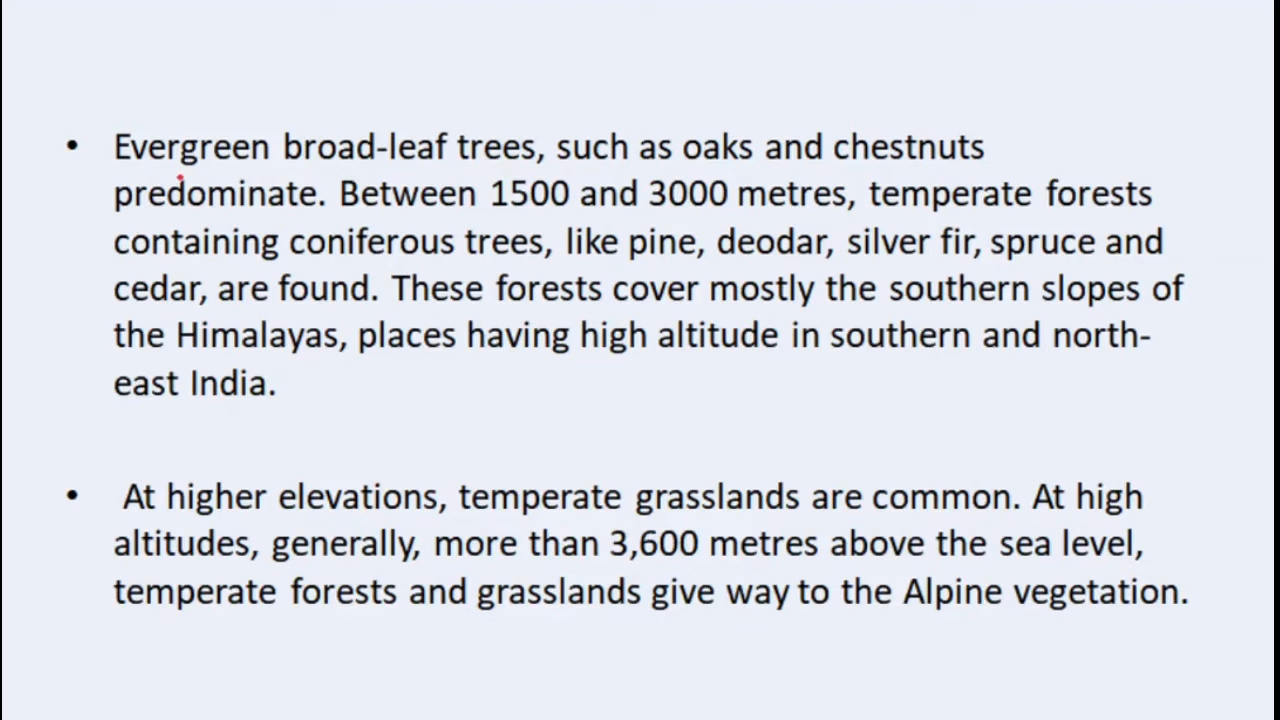 • Evergreen broad-leaf trees, such as oaks and chestnuts
predominate. Between 1500 and 3000 metres, temperate forests
containing coniferous trees, like pine, deodar, silver fir, spruce and
cedar, are found. These forests cover mostly the southern slopes of
the Himalayas, places having high altitude in southern and north-
east India.
• At higher elevations, temperate grasslands are common. At high
altitudes, generally, more than 3,600 metres above the sea level,
temperate forests and grasslands give way to the Alpine vegetation.